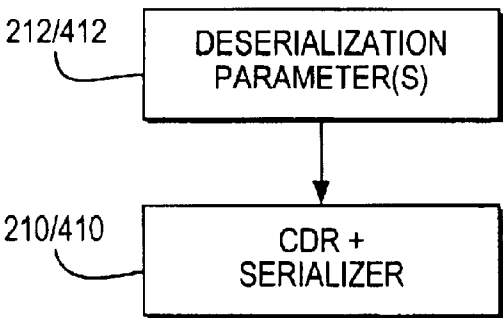 212/412
DESERIALIZATION
PARAMETER(S)
210/410
CDR +
SERIALIZER